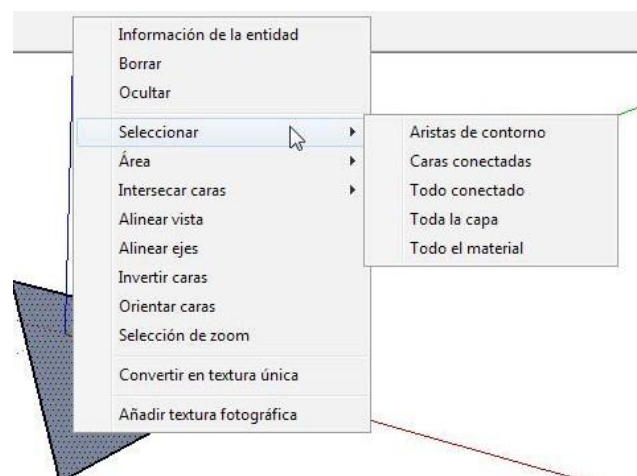 Información de la entidad
Borrar
Ocultar
Seleccionar
Área
Intersecar caras
Alinear vista
Alinear ejes
Invertir caras
Orientar caras
Selección de zoom
Convertir en textura única
Añadir textura fotográfica
Aristas de contorno
Caras conectadas
Todo conectado
Toda la capa
Todo el material